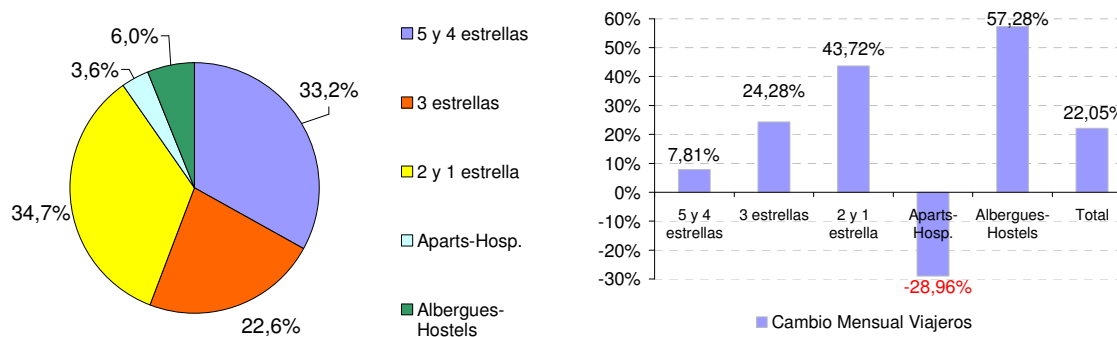 6,0%
3,6%
33,2%
34,7%
22,6%
5 y 4 estrellas
3 estrellas
2 y 1 estrella
Aparts-Hosp.
Albergues-
Hostels
60%
50%
40%
30%
20%
10%
0%
-10%
-20%
-30%
7,81%
24,28%
43,72%
-28,96%
57,28%
22,05%
5 y 4
estrellas
3 estrellas
2 y 1
estrella
Aparts-
Hosp.
Albergues-
Hostels
Total
Cambio Mensual Viajeros